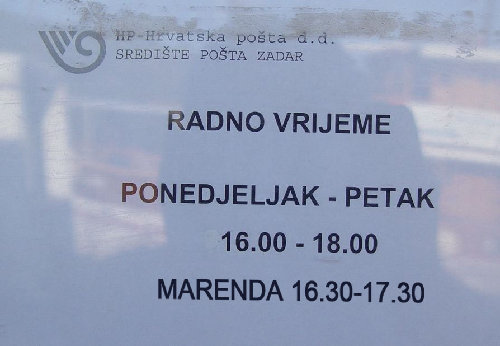 HP-Hrvatska pošta d.d.
SREDIŠTE POŠTA ZADAR
RADNO VRIJEME
PONEDJELJAK - PETAK
16.00 - 18.00
MARENDA 16.30-17.30